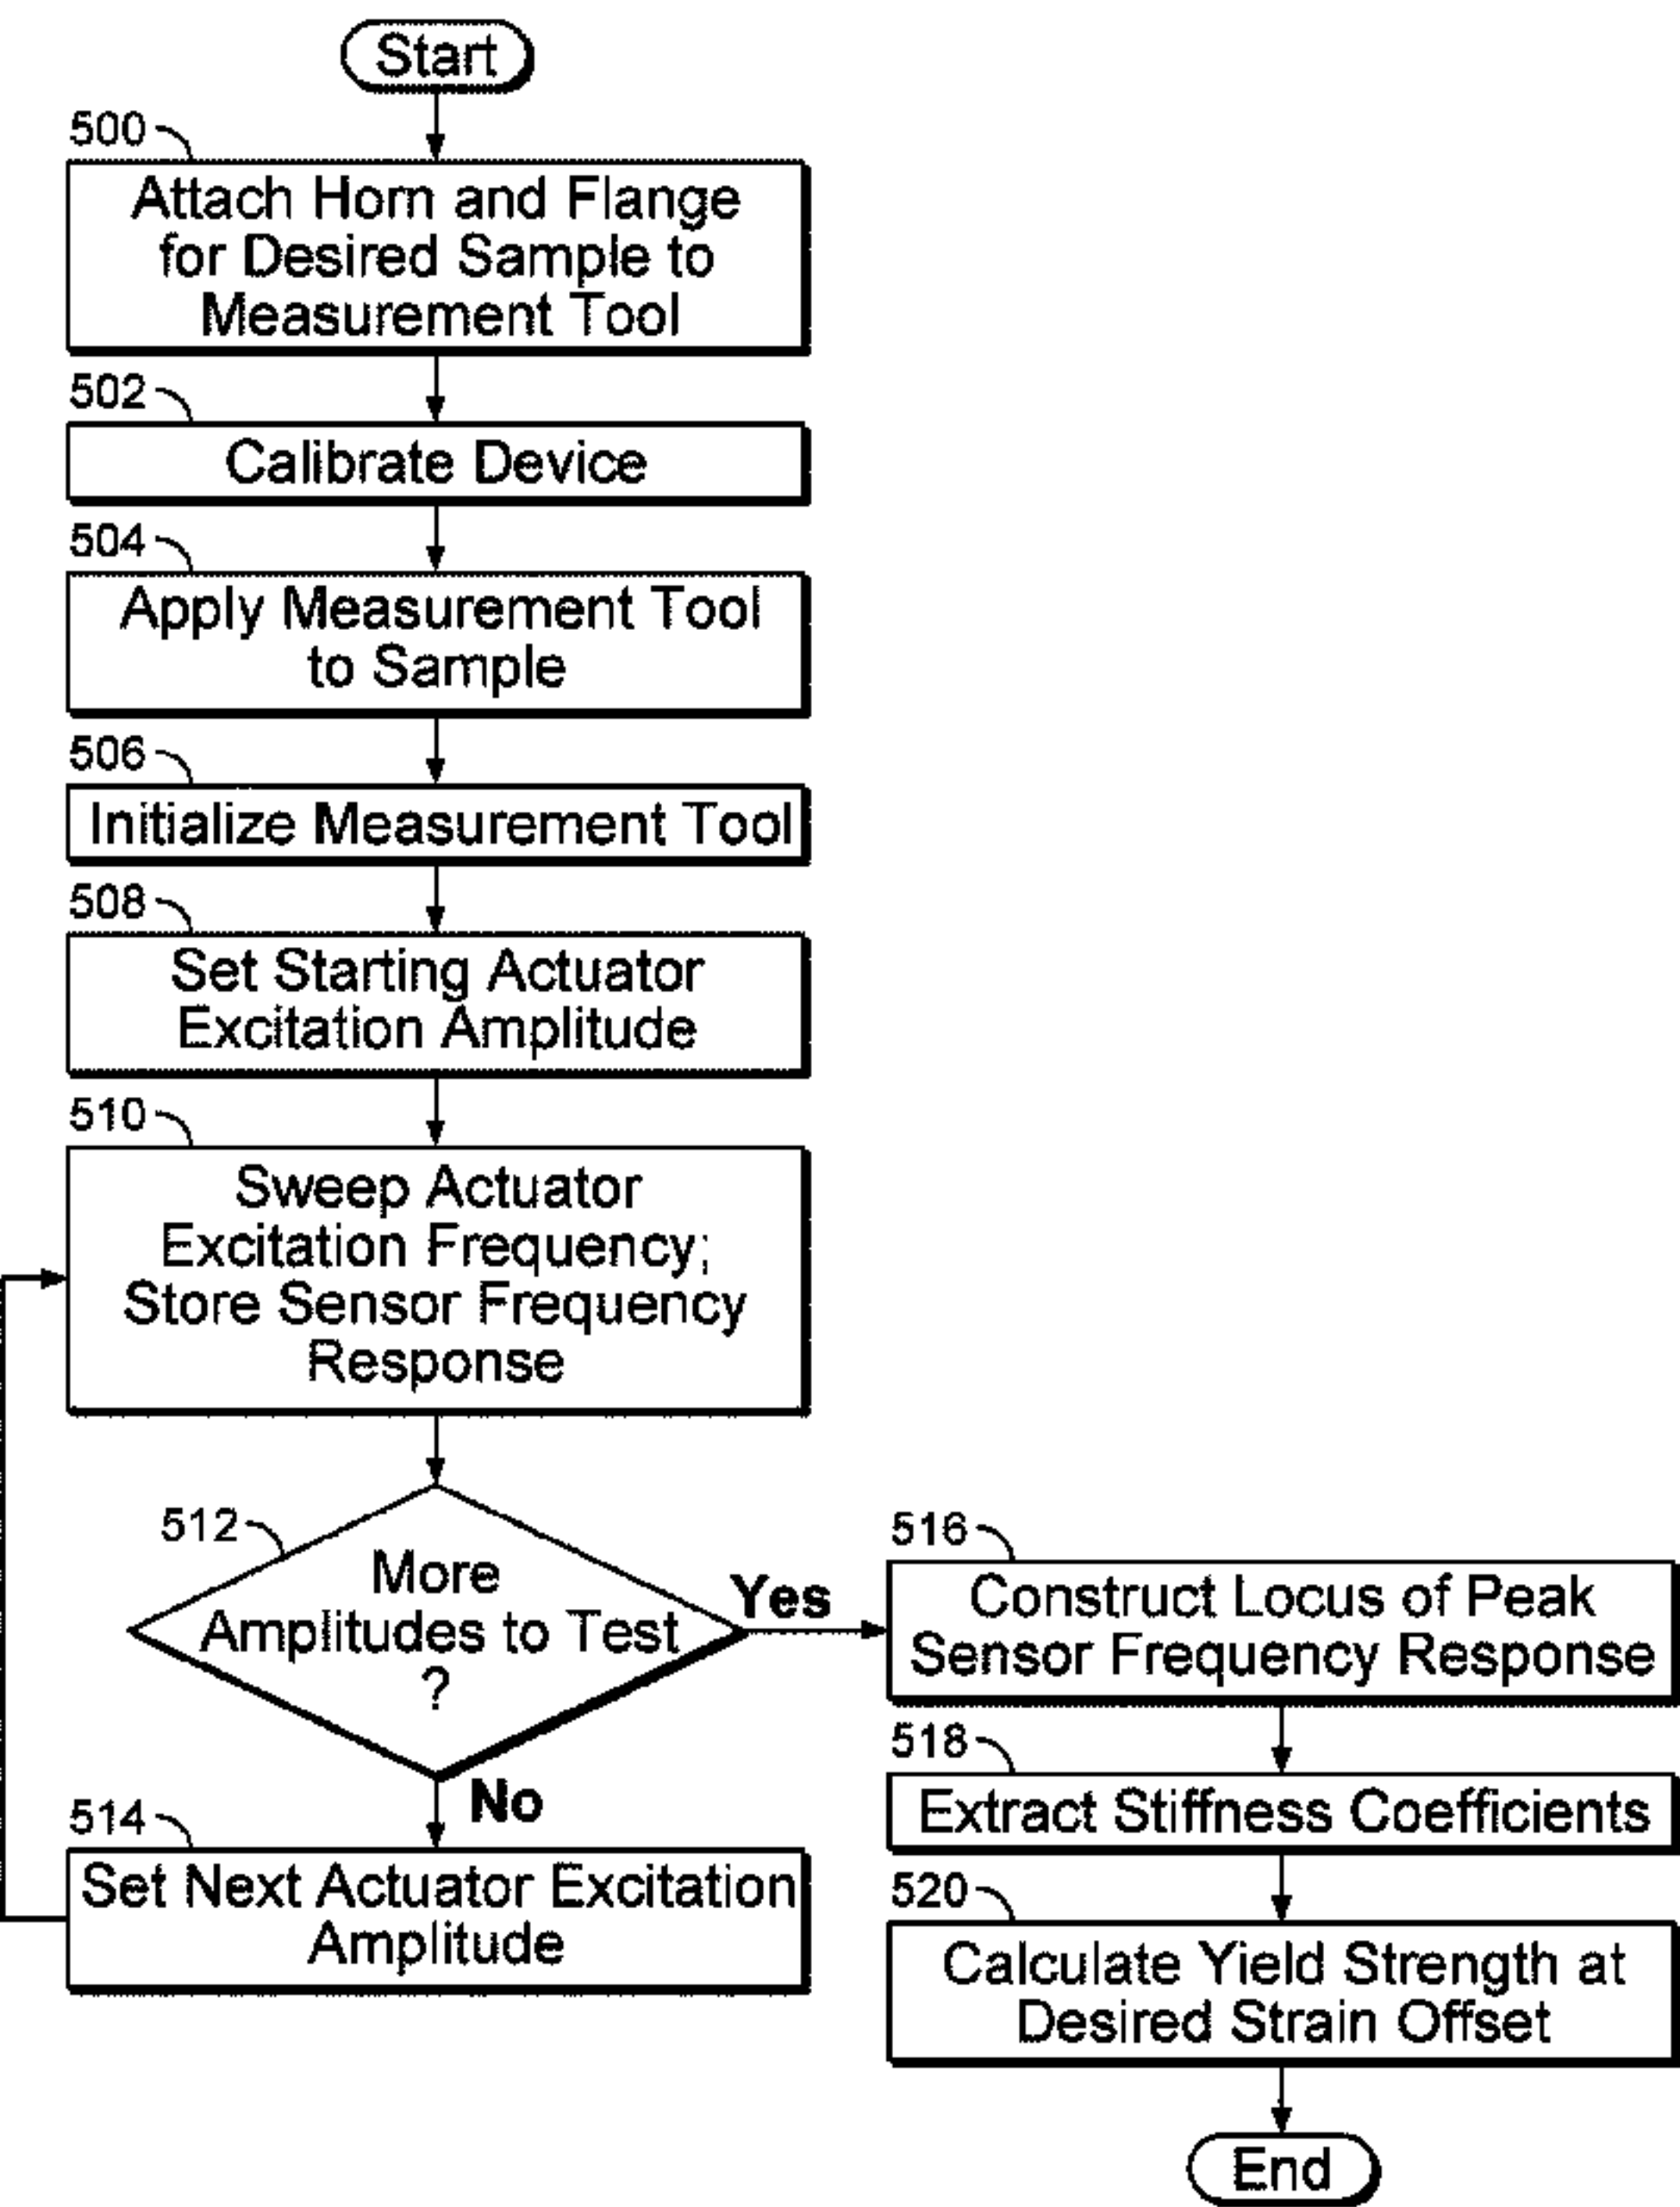 Start
500
Attach Horn and Flange
for Desired Sample to
Measurement Tool
502
Calibrate Device
504
Apply Measurement Tool
to Sample
506
Initialize Measurement Tool
508
Set Starting Actuator
Excitation Amplitude
510
Sweep Actuator
Excitation Frequency;
Store Sensor Frequency
Response
512
More
Amplitudes to Test
?
Yes
No
514
Set Next Actuator Excitation
Amplitude
516
Construct Locus of Peak
Sensor Frequency Response
518
Extract Stiffness Coefficients
520
Calculate Yield Strength at
Desired Strain Offset
End